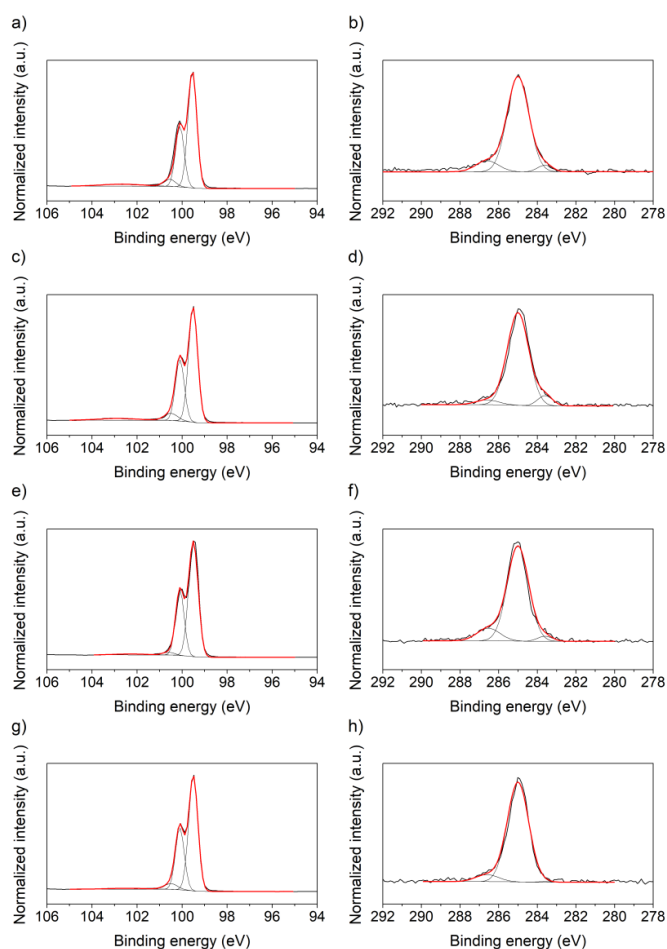 a)
b)
Normalized intensity (a.u.)
Normalized intensity (a.u.)
106 104 102 100 98 96 94
292 290 288 286 284 282 280 278
Binding energy (eV)
Binding energy (eV)
c)
d)
Normalized intensity (a.u.)
Normalized intensity (a.u.)
106 104 102 100 98 96 94
292 290 288 286 284 282 280 278
Binding energy (eV)
Binding energy (eV)
e)
f)
Normalized intensity (a.u.)
Normalized intensity (a.u.)
106 104 102 100 98 96 94
292 290 288 286 284 282 280 278
Binding energy (eV)
Binding energy (eV)
g)
h)
Normalized intensity (a.u.)
Normalized intensity (a.u.)
106 104 102 100 98 96 94
292 290 288 286 284 282 280 278
Binding energy (eV)
Binding energy (eV)